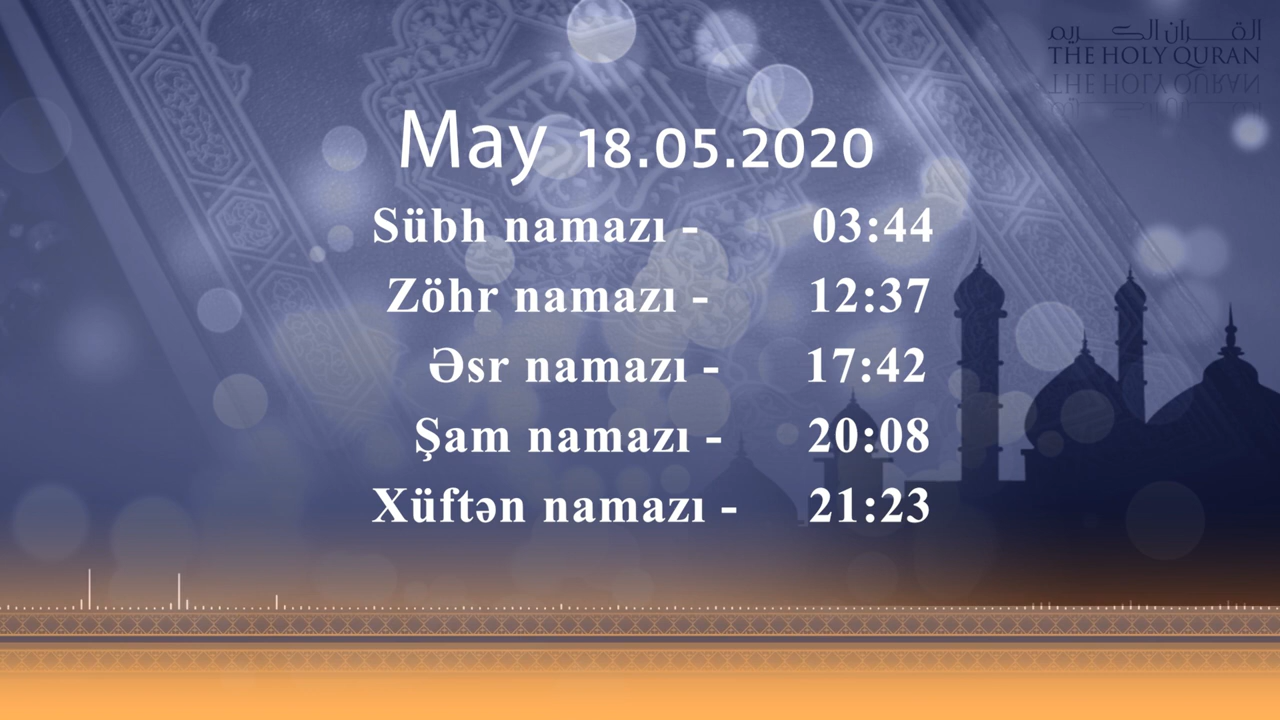 القرآن الكريم
THE HOLY QURAN
May 18.05.2020
Sübh namazı - 03:44
Zöhr namazı - 12:37
Əsr namazı - 17:42
Şam namazı - 20:08
Xüftən namazı - 21:23